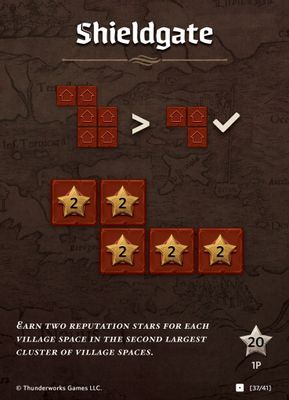 Shieldgate
>
2 2
2 2 2
EARN TWO REPUTATION STARS FOR EACH
VILLAGE SPACE IN THE SECOND LARGEST
CLUSTER OF VILLAGE SPACES.
20
1P
© Thunderworks Games LLC.
[37/41]